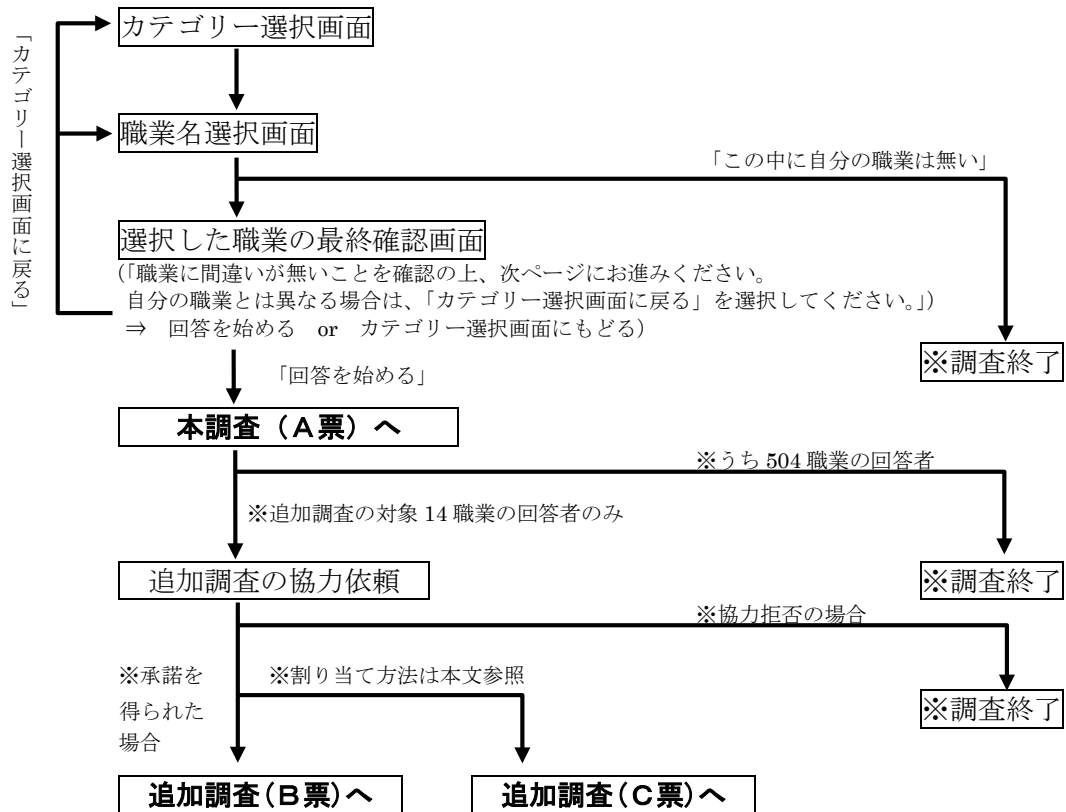 「カテゴリー選択画面に戻る」
カテゴリー選択画面
職業名選択画面
「この中に自分の職業は無い」
選択した職業の最終確認画面
（「職業に間違いが無いことを確認の上、次ページにお進みください。
自分の職業とは異なる場合は、「カテゴリー選択画面に戻る」を選択してください。」）
⇒　回答を始める　or　カテゴリー選択画面にもどる）
※調査終了
「回答を始める」
本調査（Ａ票）へ
※うち 504 職業の回答者
※追加調査の対象 14 職業の回答者のみ
追加調査の協力依頼
※調査終了
※協力拒否の場合
※承諾を
得られた
場合
※割り当て方法は本文参照
※調査終了
追加調査（Ｂ票）へ
追加調査（Ｃ票）へ